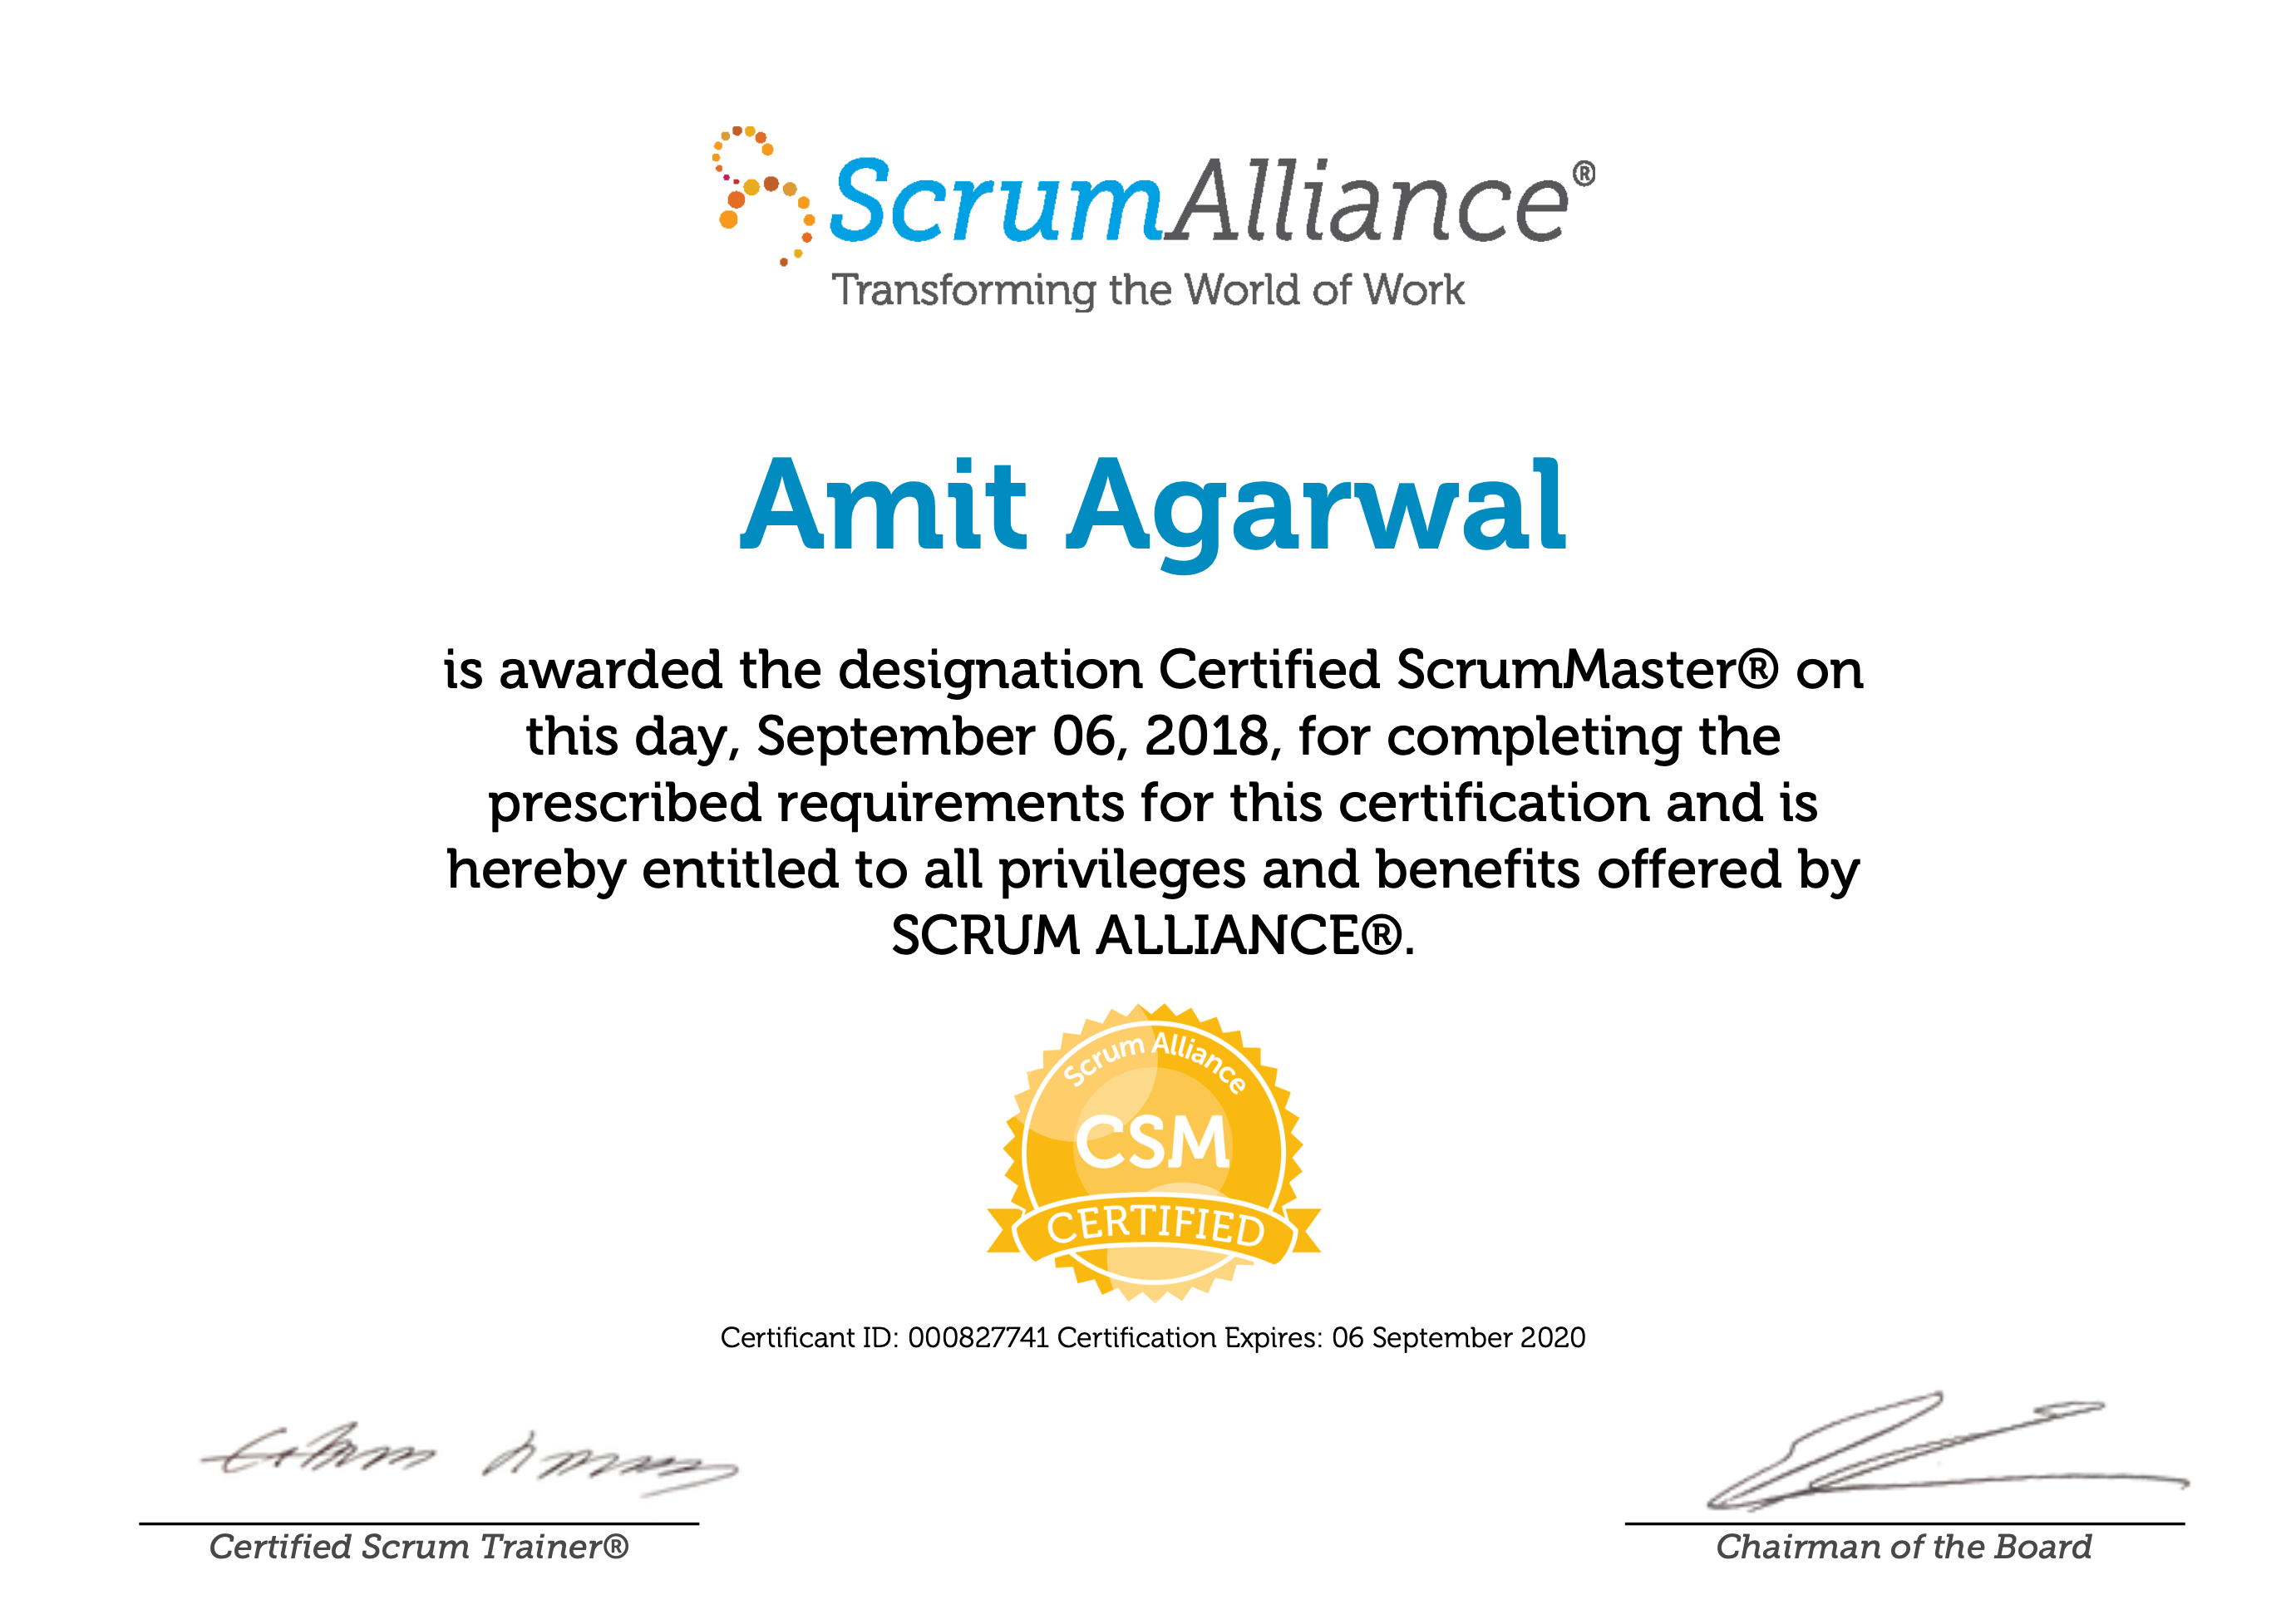 ScrumAlliance®
Transforming the World of Work
Amit Agarwal
is awarded the designation Certified ScrumMaster® on
this day, September 06, 2018, for completing the
prescribed requirements for this certification and is
hereby entitled to all privileges and benefits offered by
SCRUM ALLIANCE®.
Scrum Alliance
CSM
CERTIFIED
Certificant ID: 000827741 Certification Expires: 06 September 2020
Certified Scrum Trainer®
Chairman of the Board